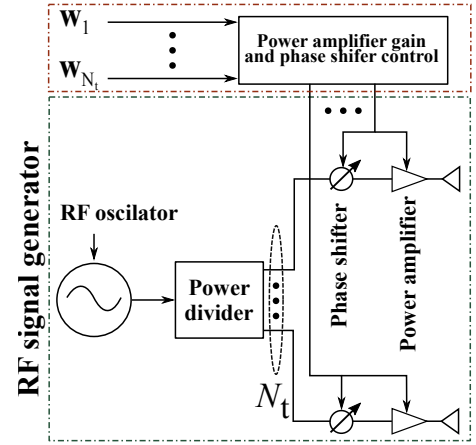 w1
wNt
Power amplifier gain
and phase shifer control
RF signal generator
RF oscilator
Power
divider
Nt
Phase shifter
Power amplifier